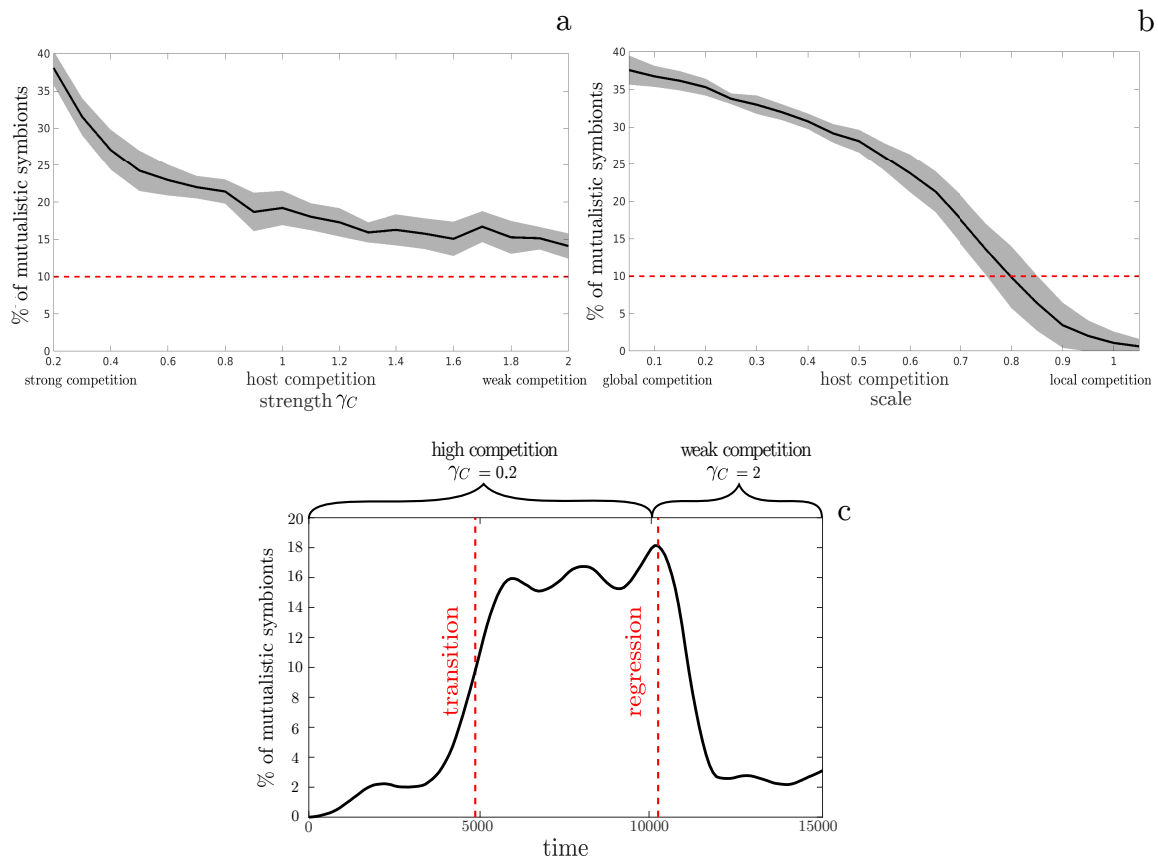 a
% of mutualistic symbionts
40
35
30
25
20
15
10
5
0
0.2 0.4 0.6 0.8 1 1.2 1.4 1.6 1.8 2
strong competition host competition weak competition
strength γC
b
% of mutualistic symbionts
40
35
30
25
20
15
10
5
0
0.1 0.2 0.3 0.4 0.5 0.6 0.7 0.8 0.9 1
global competition host competition local competition
scale
high competition
γC = 0.2
weak competition
γC = 2
c
% of mutualistic symbionts
20
18
16
14
12
10
8
6
4
2
0
transition
regression
0 5000 10000 15000
time